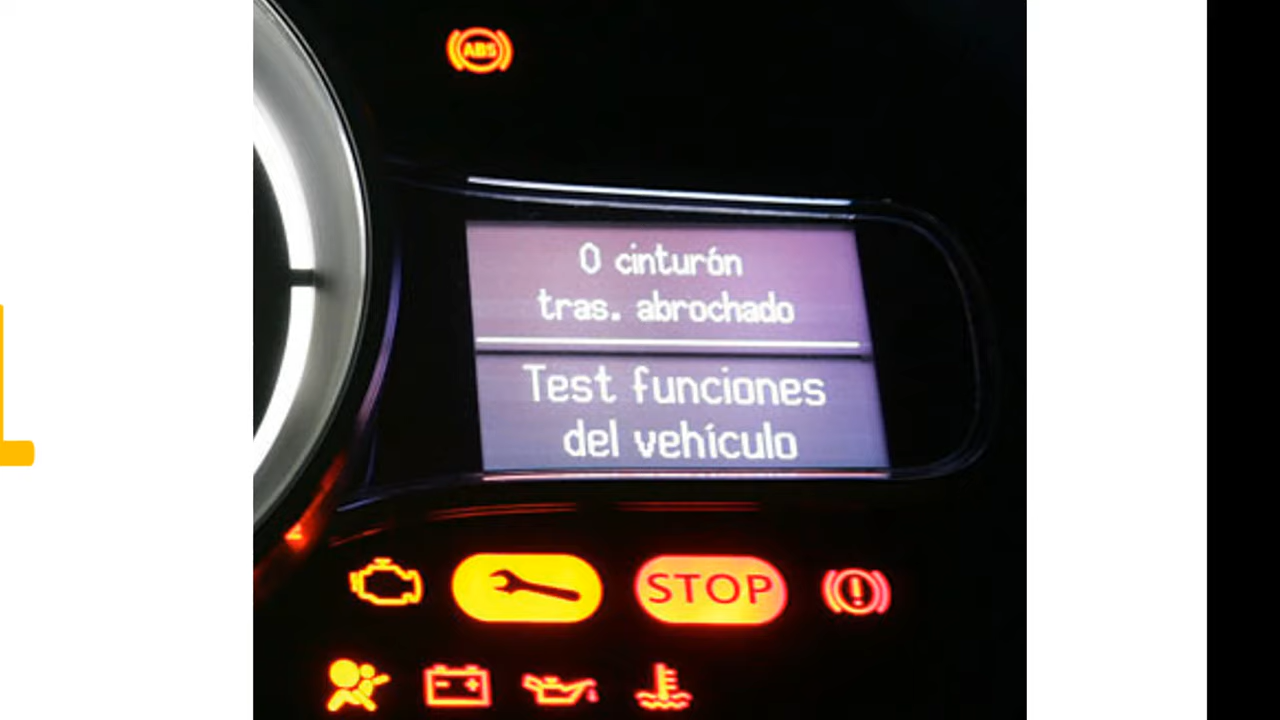 ABS
0 cinturón
tras. abrochado
Test funciones
del vehículo
STOP